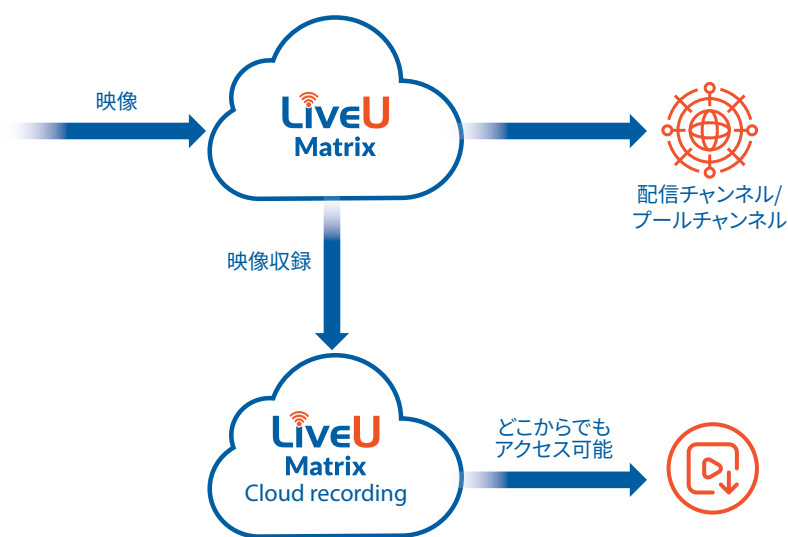 映像
LiveU
Matrix
配信チャンネル/
プールチャンネル
映像収録
LiveU
Matrix
Cloud recording
どこからでも
アクセス可能